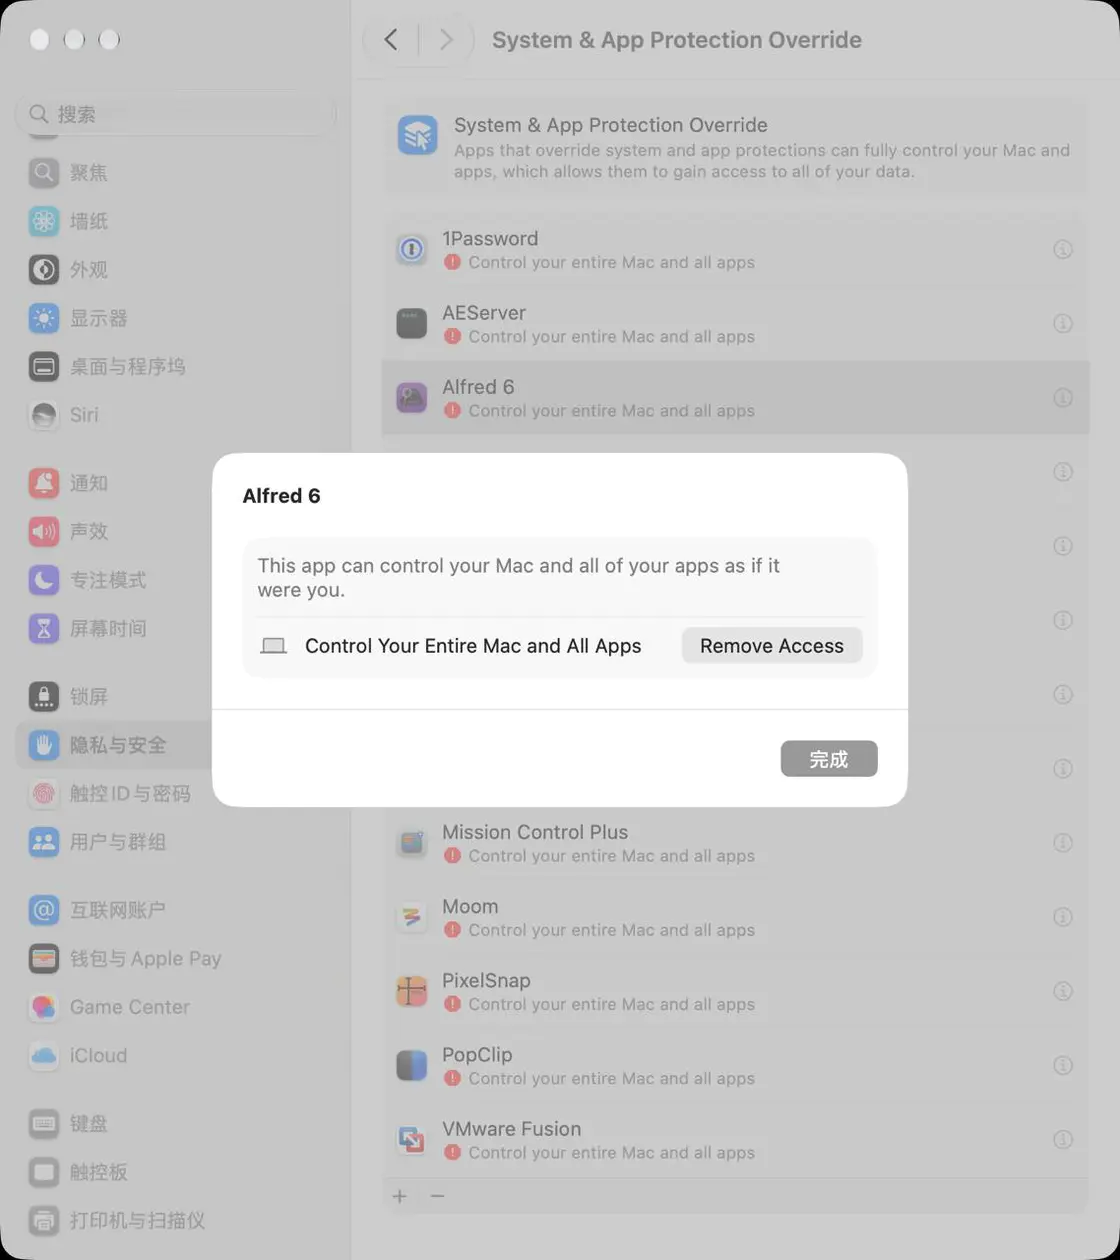 System & App Protection Override
搜索
聚焦
墙纸
外观
显示器
桌面与程序坞
Siri
通知
声效
专注模式
屏幕时间
锁屏
隐私与安全
触控ID与密码
用户与群组
互联网账户
钱包与 Apple Pay
Game Center
iCloud
键盘
触控板
打印机与扫描仪
System & App Protection Override
Apps that override system and app protections can fully control your Mac and
apps, which allows them to gain access to all of your data.
1Password
Control your entire Mac and all apps
AEServer
Control your entire Mac and all apps
Alfred 6
Control your entire Mac and all apps
Alfred 6
This app can control your Mac and all of your apps as if it
were you.
Control Your Entire Mac and All Apps
Remove Access
完成
Mission Control Plus
Control your entire Mac and all apps
Moom
Control your entire Mac and all apps
PixelSnap
Control your entire Mac and all apps
PopClip
Control your entire Mac and all apps
VMware Fusion
Control your entire Mac and all apps